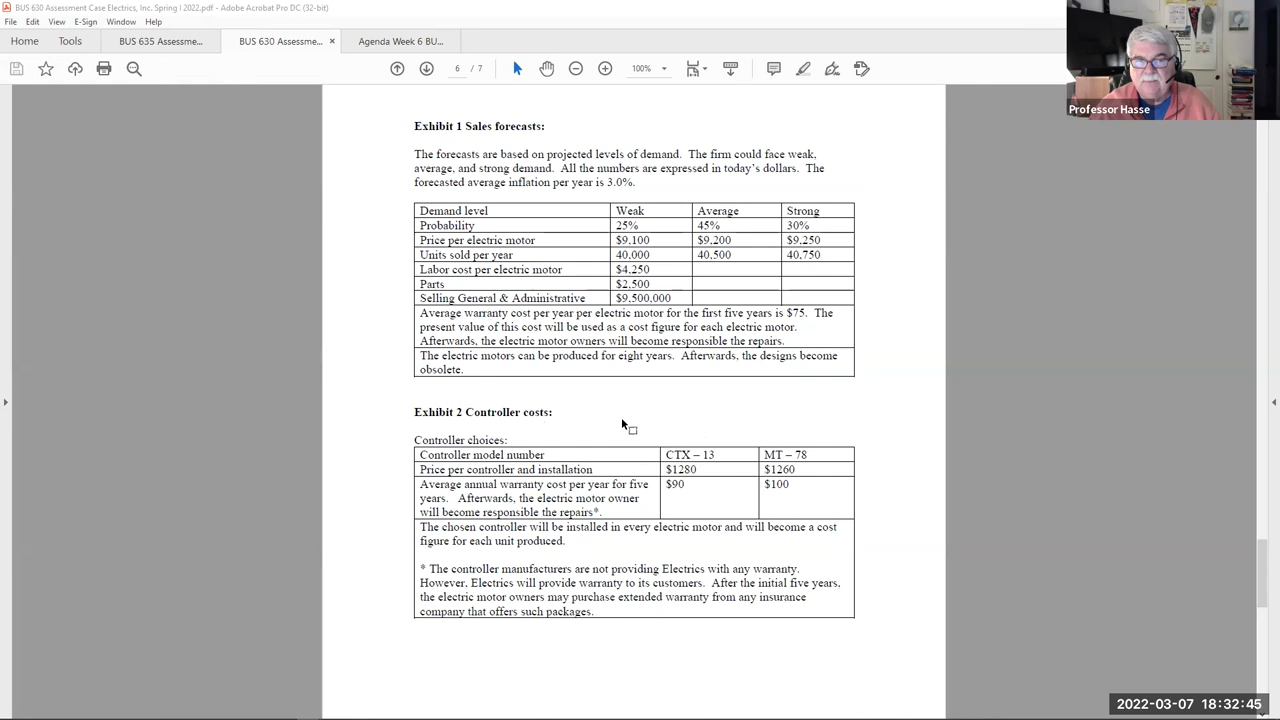 BUS 630 Assessment Case Electrics, Inc. Spring I 2022.pdf - Adobe Acrobat Pro DC (32-bit)
File Edit View E-Sign Window Help
Home Tools BUS 635 Assessme... BUS 630 Assessme... × Agenda Week 6 BU...
6 / 7 100%
Professor Hasse
Exhibit 1 Sales forecasts:
The forecasts are based on projected levels of demand. The firm could face weak,
average, and strong demand. All the numbers are expressed in today's dollars. The
forecasted average inflation per year is 3.0%.
Demand level Weak Average Strong
Probability 25% 45% 30%
Price per electric motor $9,100 $9,200 $9,250
Units sold per year 40,000 40,500 40,750
Labor cost per electric motor $4,250
Parts $2,500
Selling General & Administrative $9,500,000
Average warranty cost per year per electric motor for the first five years is $75. The
present value of this cost will be used as a cost figure for each electric motor.
Afterwards, the electric motor owners will become responsible the repairs.
The electric motors can be produced for eight years. Afterwards, the designs become
obsolete.
Exhibit 2 Controller costs:
Controller choices:
Controller model number CTX – 13 MT – 78
Price per controller and installation $1280 $1260
Average annual warranty cost per year for five $90 $100
years. Afterwards, the electric motor owner
will become responsible the repairs*.
The chosen controller will be installed in every electric motor and will become a cost
figure for each unit produced.
* The controller manufacturers are not providing Electrics with any warranty.
However, Electrics will provide warranty to its customers. After the initial five years,
the electric motor owners may purchase extended warranty from any insurance
company that offers such packages.
2022-03-07 18:32:45